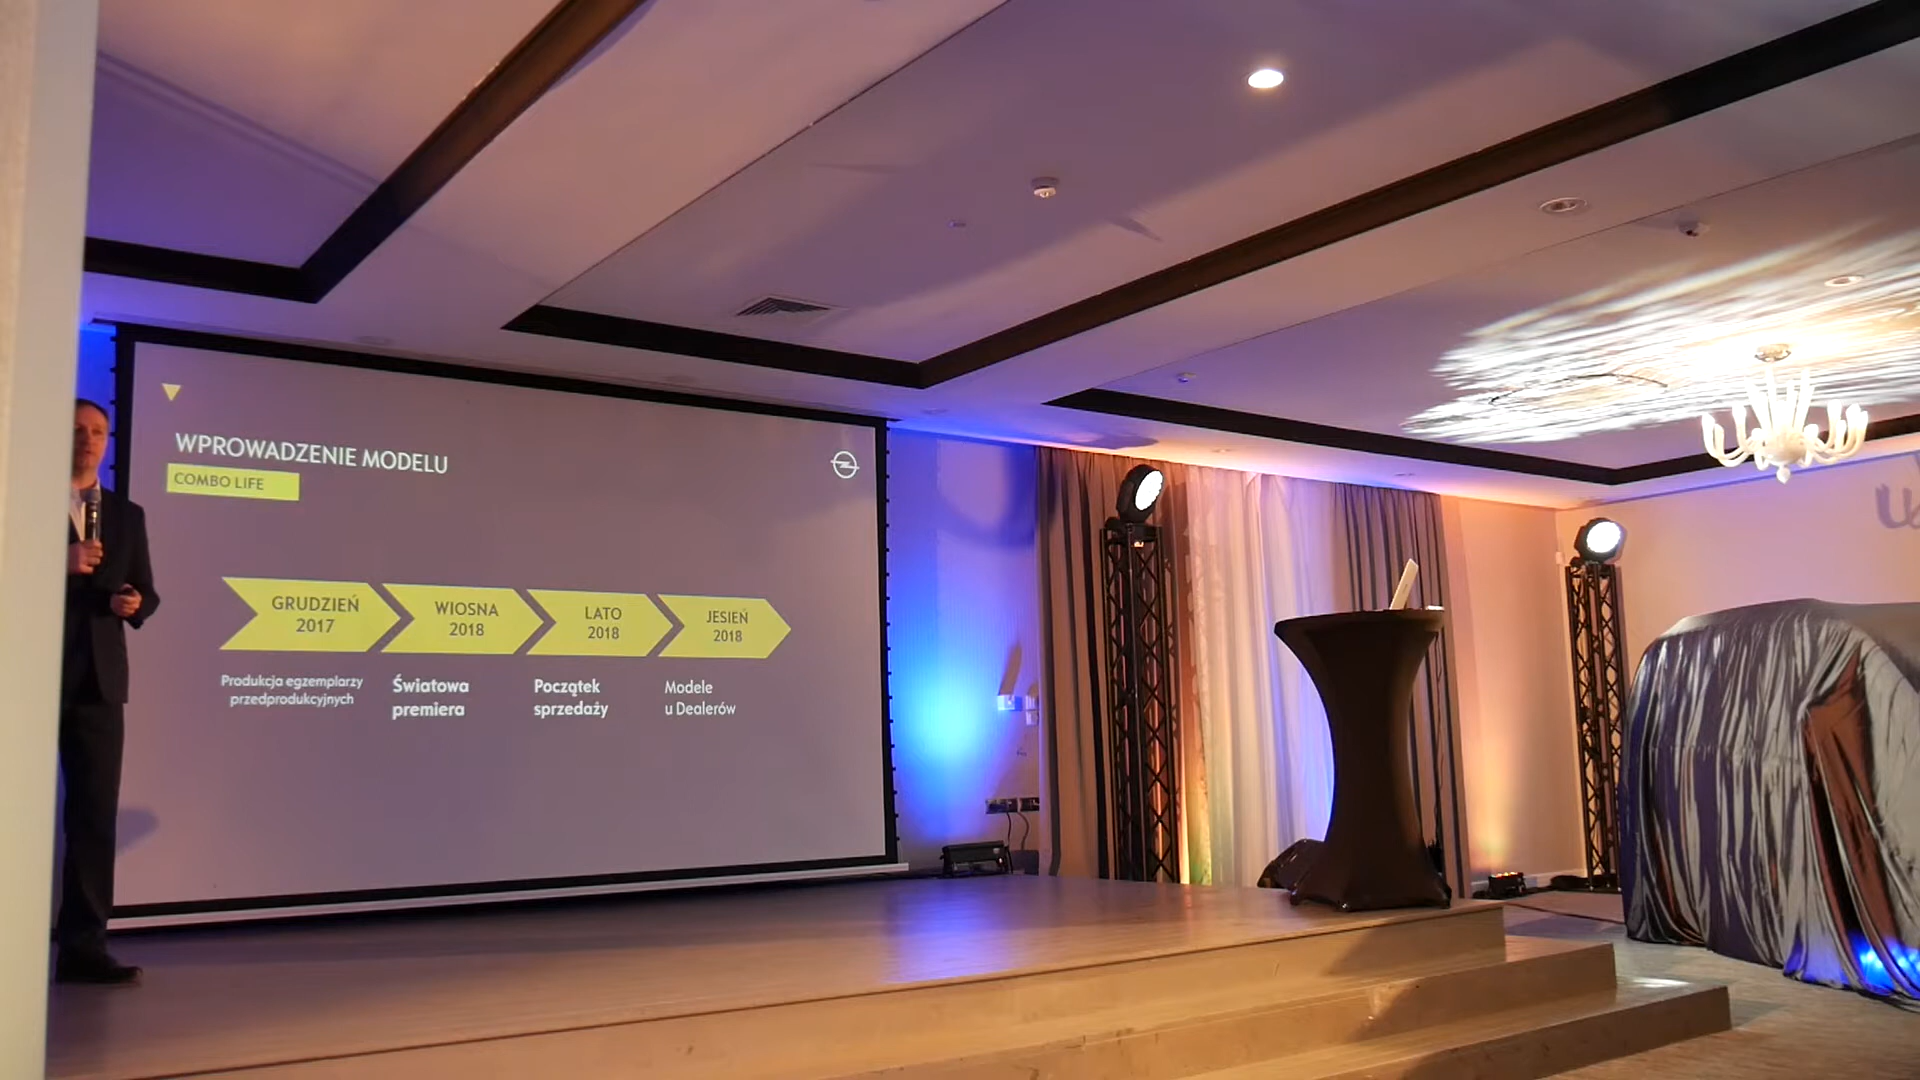 WPROWADZENIE MODELU
COMBO LIFE
GRUDZIEŃ
2017
WIOSNA
2018
LATO
2018
JESIEŃ
2018
Produkcja egzemplarzy
przedprodukcyjnych
Światowa
premiera
Początek
sprzedaży
Modele
u Dealerów